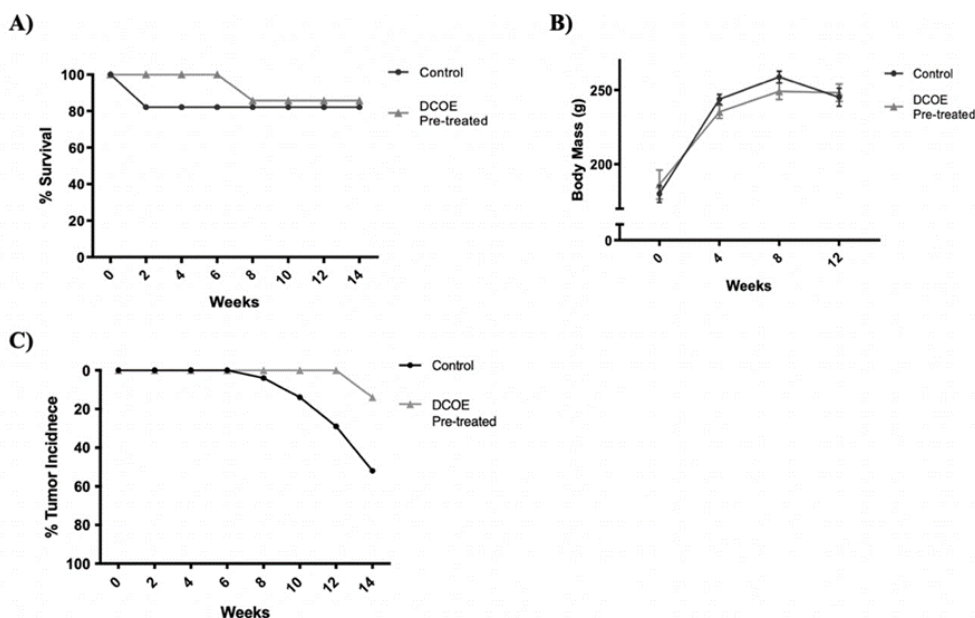 A)
% Survival
100
80
60
40
20
0
0 2 4 6 8 10 12 14
Weeks
Control
DCOE
Pre-treated
B)
Body Mass (g)
250
200
0
0 4 8 12
Weeks
Control
DCOE
Pre-treated
C)
% Tumor Incidnece
0
20
40
60
80
100
0 2 4 6 8 10 12 14
Weeks
Control
DCOE
Pre-treated